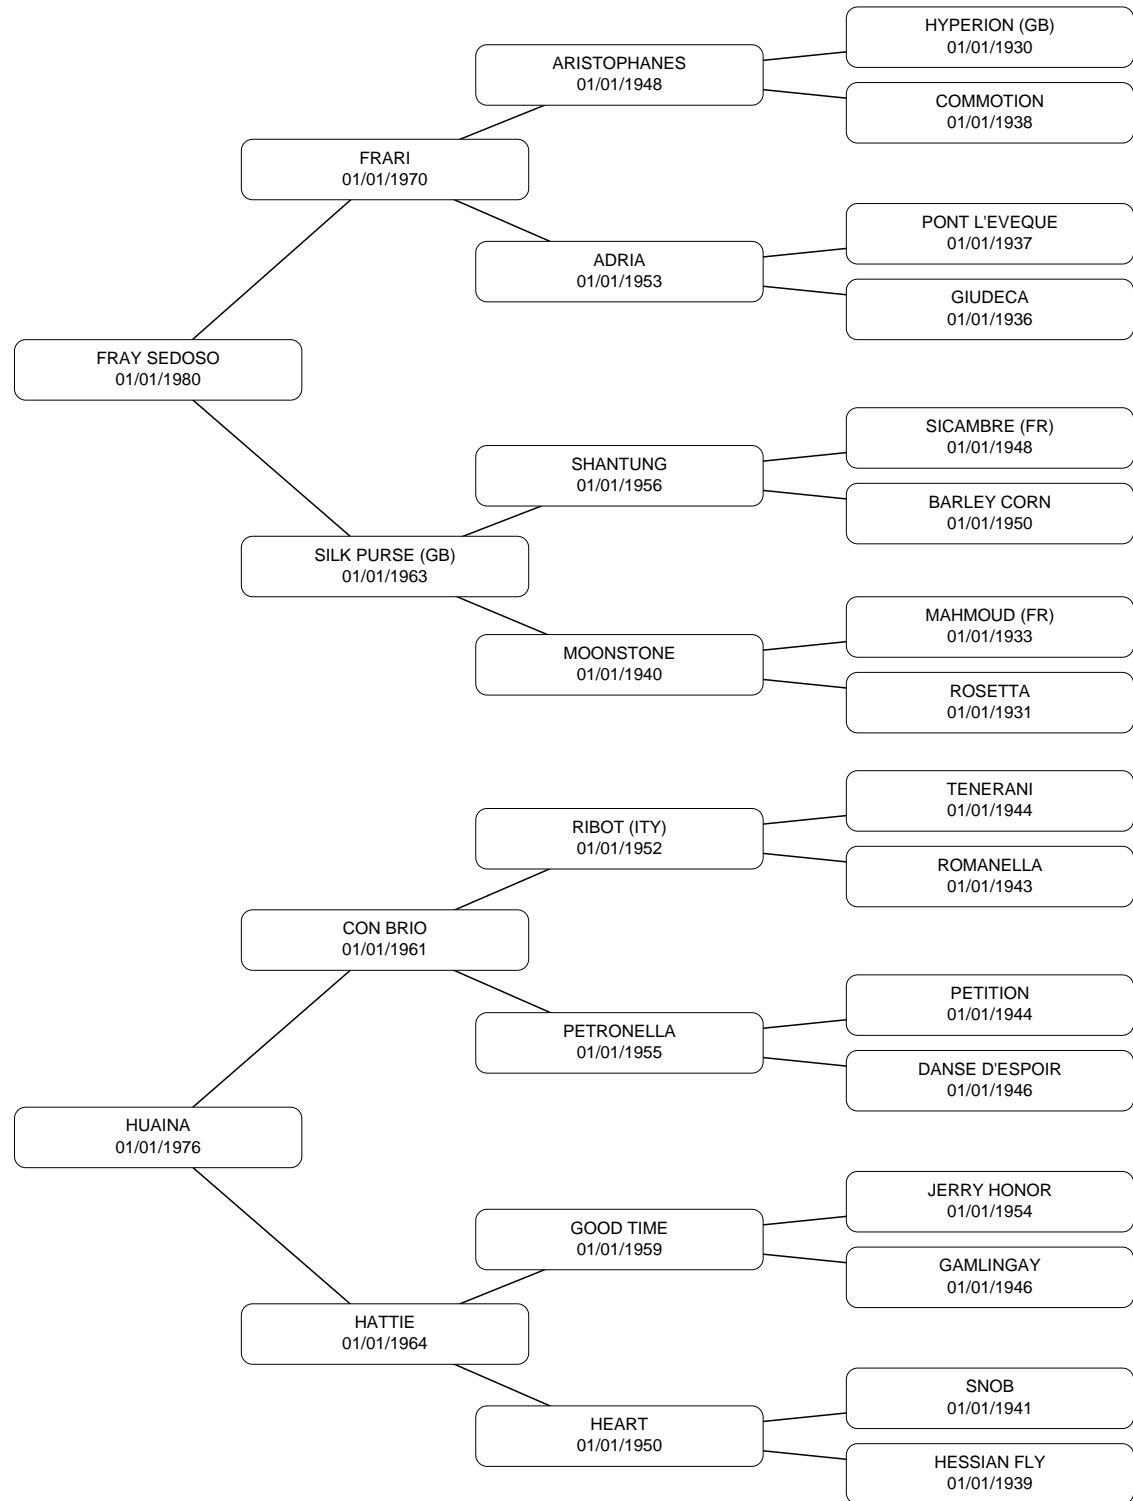 HYPERION (GB)
01/01/1930
ARISTOPHANES
01/01/1948
COMMOTION
01/01/1938
FRARI
01/01/1970
PONT L'EVEQUE
01/01/1937
ADRIA
01/01/1953
GIUDECA
01/01/1936
FRAY SEDOSO
01/01/1980
SICAMBRE (FR)
01/01/1948
SHANTUNG
01/01/1956
BARLEY CORN
01/01/1950
SILK PURSE (GB)
01/01/1963
MAHMOUD (FR)
01/01/1933
MOONSTONE
01/01/1940
ROSETTA
01/01/1931
TENERANI
01/01/1944
RIBOT (ITY)
01/01/1952
ROMANELLA
01/01/1943
CON BRIO
01/01/1961
PETITION
01/01/1944
PETRONELLA
01/01/1955
DANSE D'ESPOIR
01/01/1946
HUAINA
01/01/1976
JERRY HONOR
01/01/1954
GOOD TIME
01/01/1959
GAMLINGAY
01/01/1946
HATTIE
01/01/1964
SNOB
01/01/1941
HEART
01/01/1950
HESSIAN FLY
01/01/1939